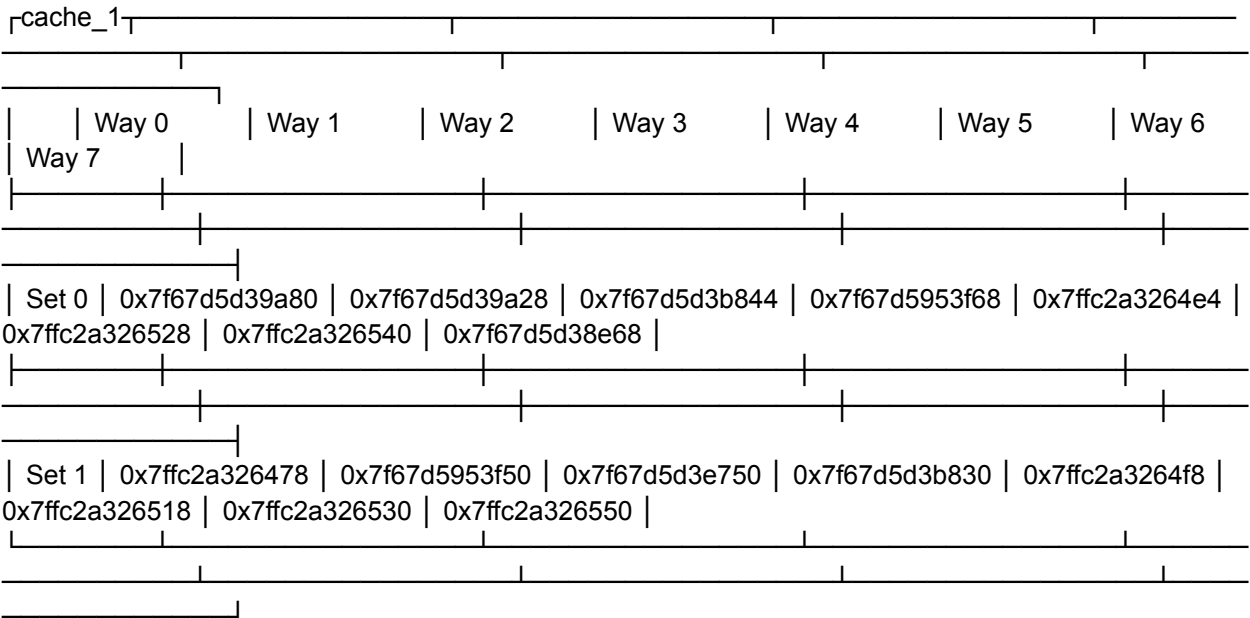 cache_1
│ │ Way 0 │ Way 1 │ Way 2 │ Way 3 │ Way 4 │ Way 5 │ Way 6
│ Way 7 │
│ Set 0 │ 0x7f67d5d39a80 │ 0x7f67d5d39a28 │ 0x7f67d5d3b844 │ 0x7f67d5953f68 │ 0x7ffc2a3264e4 │
0x7ffc2a326528 │ 0x7ffc2a326540 │ 0x7f67d5d38e68 │
│ Set 1 │ 0x7ffc2a326478 │ 0x7f67d5953f50 │ 0x7f67d5d3e750 │ 0x7f67d5d3b830 │ 0x7ffc2a3264f8 │
0x7ffc2a326518 │ 0x7ffc2a326530 │ 0x7ffc2a326550 │